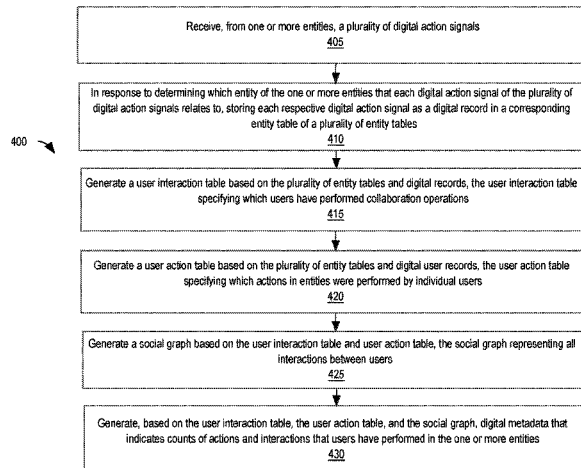 Receive, from one or more entities, a plurality of digital action signals
405
In response to determining which entity of the one or more entities that each digital action signal of the plurality of
digital action signals relates to, storing each respective digital action signal as a digital record in a corresponding
entity table of a plurality of entity tables
410
400
Generate a user interaction table based on the plurality of entity tables and digital records, the user interaction table
specifying which users have performed collaboration operations
415
Generate a user action table based on the plurality of entity tables and digital user records, the user action table
specifying which actions in entities were performed by individual users
420
Generate a social graph based on the user interaction table and user action table, the social graph representing all
interactions between users
425
Generate, based on the user interaction table, the user action table, and the social graph, digital metadata that
indicates counts of actions and interactions that users have performed in the one or more entities
430